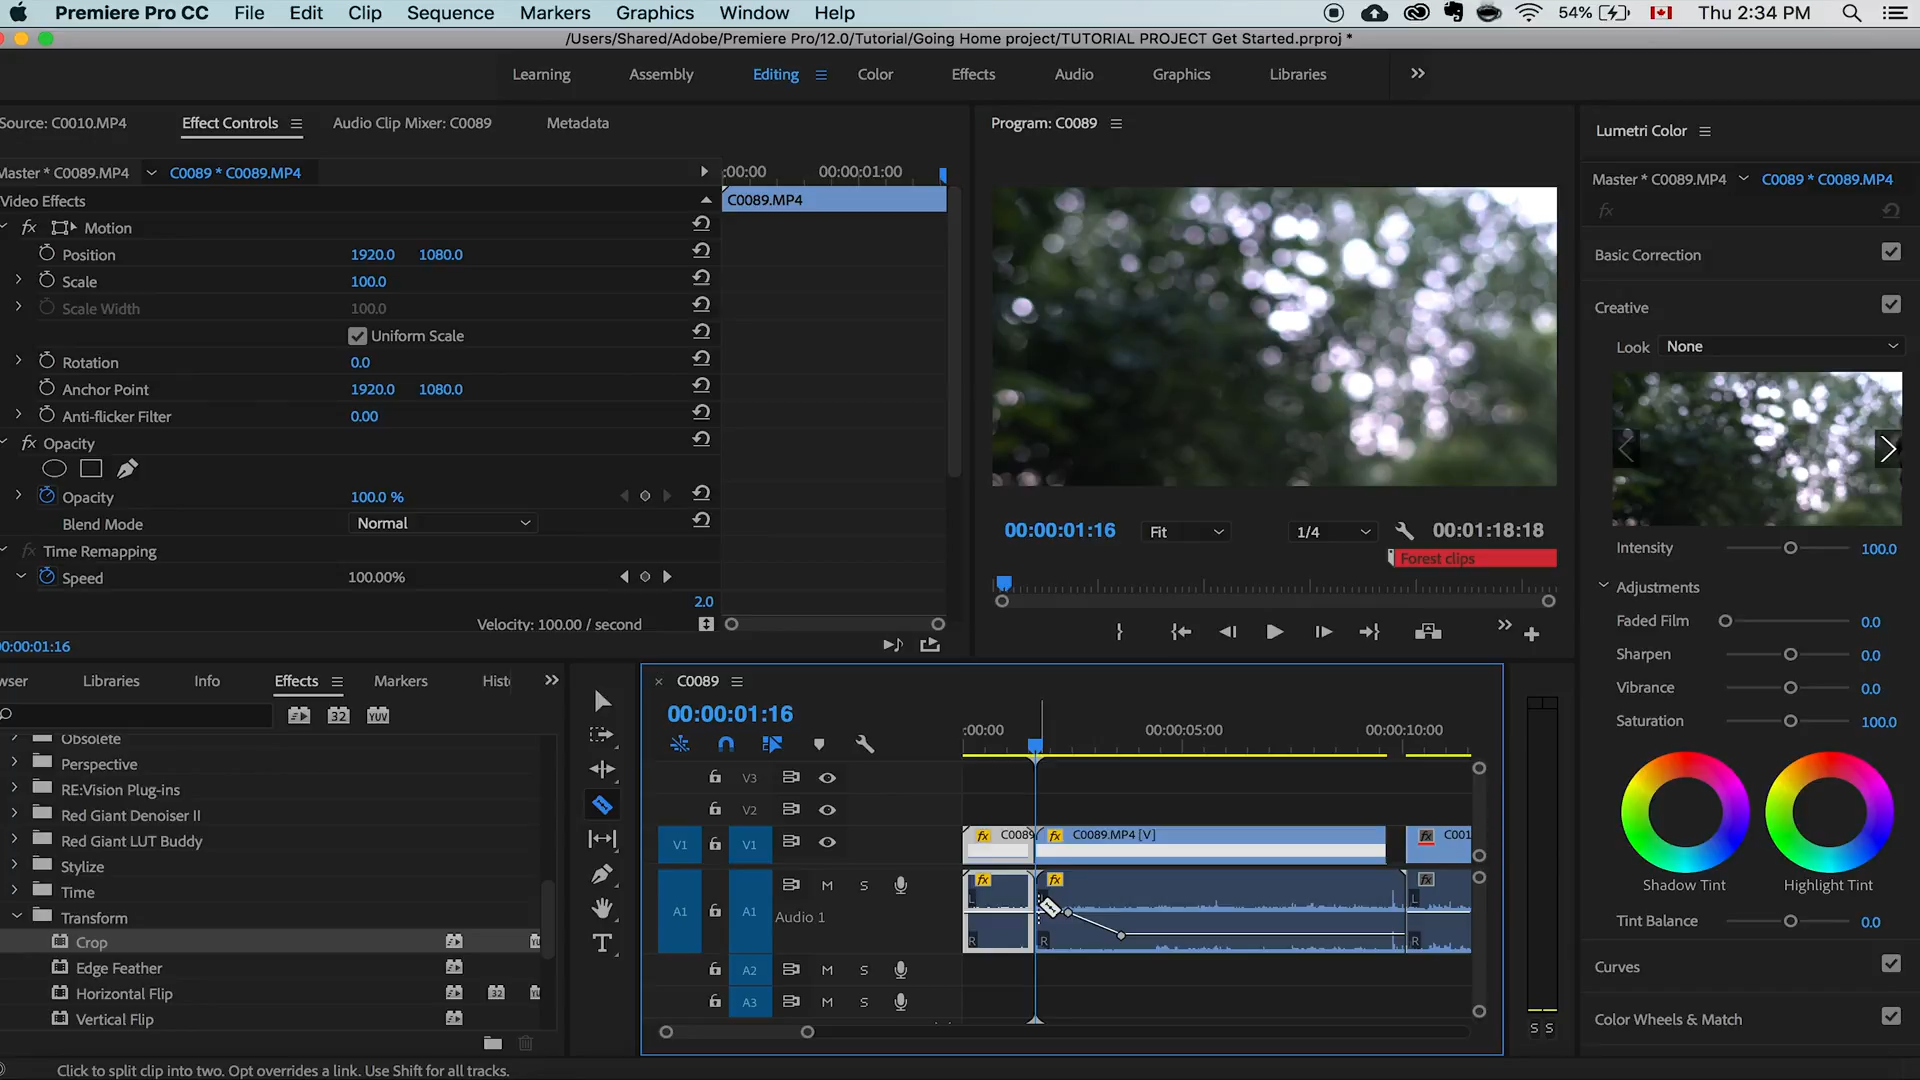 Premiere Pro CC File Edit Clip Sequence Markers Graphics Window Help 54% Thu 2:34 PM
/Users/Shared/Adobe/Premiere Pro/12.0/Tutorial/Going Home project/TUTORIAL PROJECT Get Started.prproj *
Learning Assembly Editing Color Effects Audio Graphics Libraries
Source: C0010.MP4 Effect Controls Audio Clip Mixer: C0089 Metadata
Program: C0089
Lumetri Color
Master * C0089.MP4 C0089 * C0089.MP4
:00:00 00:00:01:00
Master * C0089.MP4 C0089 * C0089.MP4
Video Effects
C0089.MP4
fx Motion
fx
Position 1920.0 1080.0
Basic Correction
Scale 100.0
Scale Width 100.0
Creative
Uniform Scale
Look None
Rotation 0.0
Anchor Point 1920.0 1080.0
Anti-flicker Filter 0.00
fx Opacity
Opacity 100.0 %
Blend Mode Normal
00:00:01:16 Fit 1/4 00:01:18:18
fx Time Remapping
Forest clips
Intensity 100.0
Speed 100.00%
Adjustments
2.0
Velocity: 100.00 / second
Faded Film 0.0
00:00:01:16
Sharpen 0.0
wser Libraries Info Effects Markers Hist
C0089
Vibrance 0.0
32 YUV
00:00:01:16
Saturation 100.0
:00:00 00:00:05:00 00:00:10:00
Obsolete
Perspective
RE:Vision Plug-ins
Red Giant Denoiser II
Red Giant LUT Buddy
Stylize
Time
Transform
Crop
Edge Feather
Horizontal Flip 32
Vertical Flip
V3
V2
V1 V1 fx C0089 fx C0089.MP4 [V] fx C001
A1 A1 M S fx fx fx
Audio 1
L L
R R R
A2 M S
A3 M S
S S
Shadow Tint Highlight Tint
Tint Balance 0.0
Curves
Color Wheels & Match
Click to split clip into two. Opt overrides a link. Use Shift for all tracks.